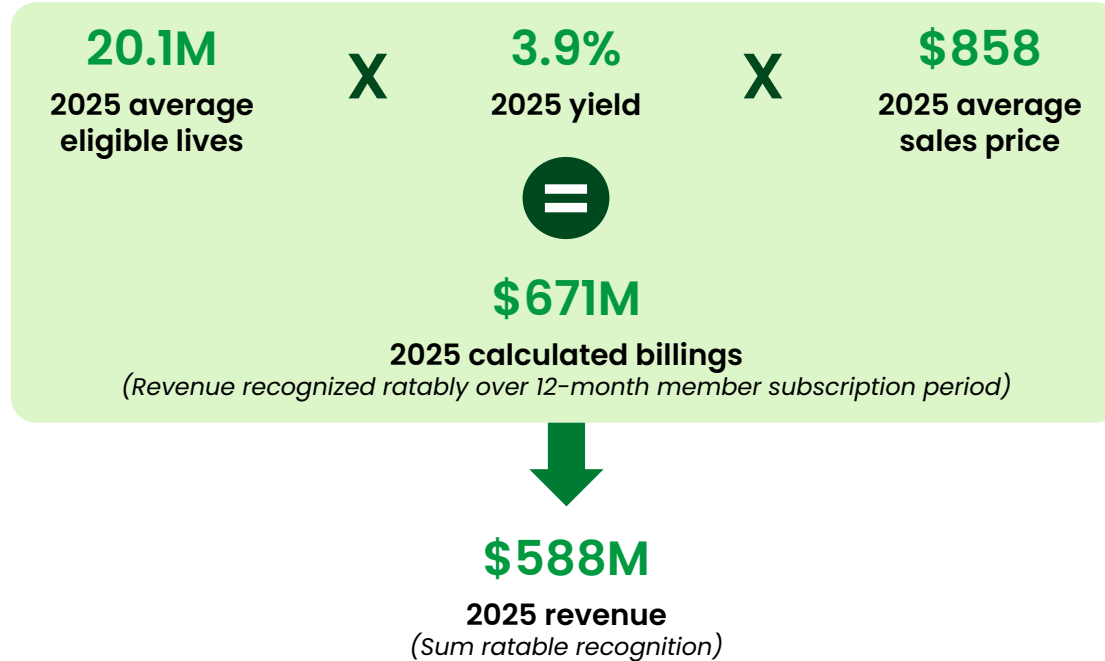 20.1M X 3.9% X $858
2025 average 2025 yield 2025 average
eligible lives sales price
=
$671M
2025 calculated billings
(Revenue recognized ratably over 12-month member subscription period)
$588M
2025 revenue
(Sum ratable recognition)